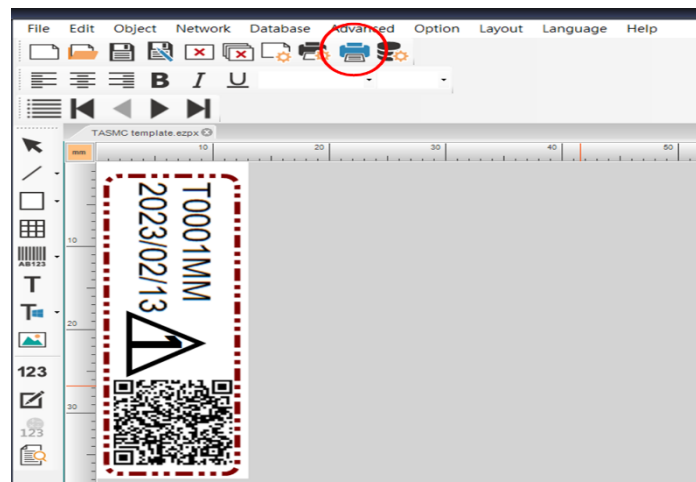 File Edit Object Network Database Advanced Option Layout Language Help
B I U
TASMC template.ezpx
mm 10 20 30 40 50
10
20
30
T0001MM
2023/02/13
1
AB123
T
T
123
123